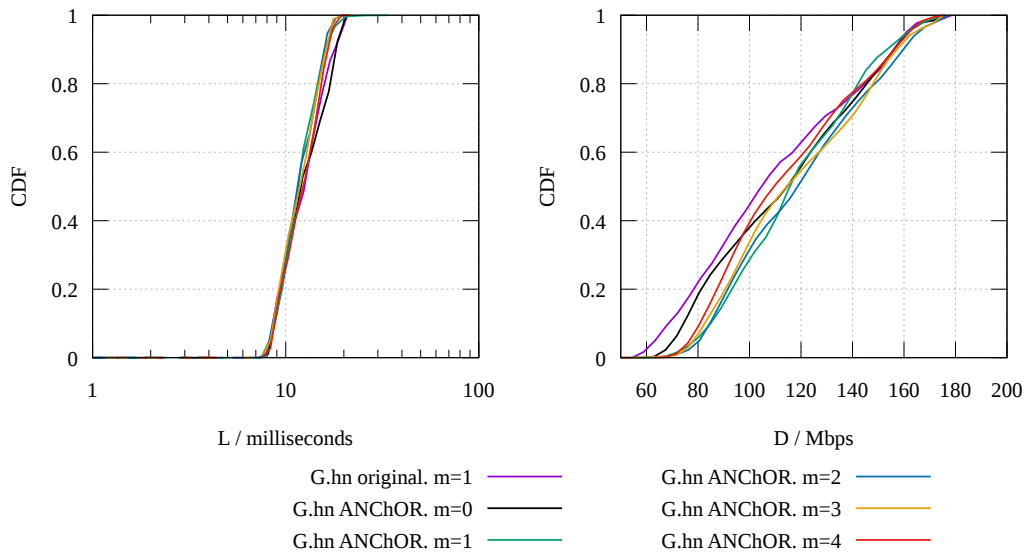 1
0.8
0.6
0.4
0.2
0
CDF
1 10 100
L / milliseconds
1
0.8
0.6
0.4
0.2
0
CDF
60 80 100 120 140 160 180 200
D / Mbps
G.hn original. m=1
G.hn ANChOR. m=0
G.hn ANChOR. m=1
G.hn ANChOR. m=2
G.hn ANChOR. m=3
G.hn ANChOR. m=4